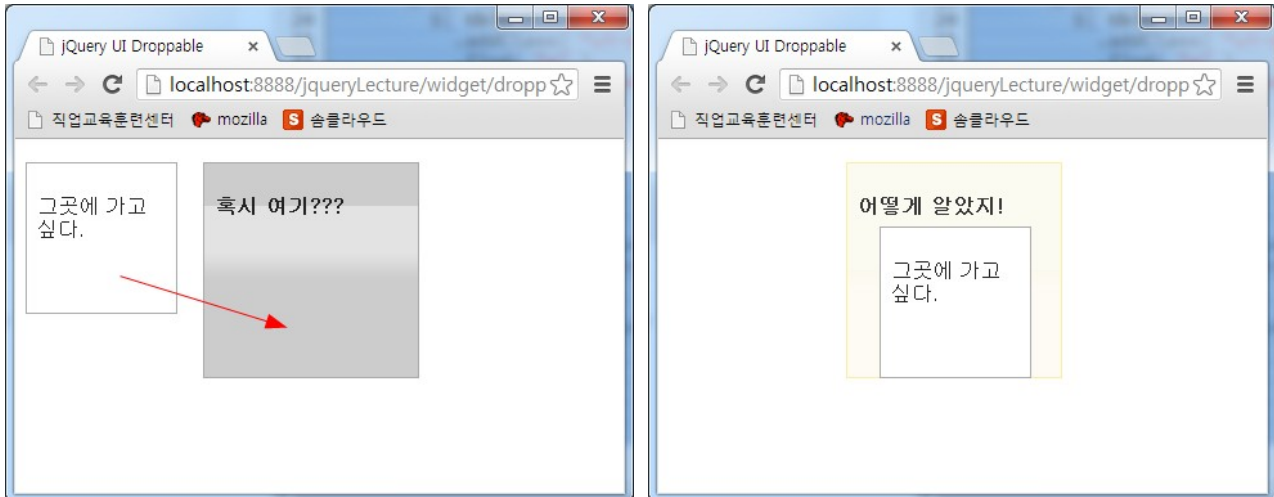 jQuery UI Droppable
localhost:8888/jqueryLecture/widget/dropp
직업교육훈련센터 mozilla S 솜클라우드
그곳에 가고
싶다.
혹시 여기???
jQuery UI Droppable
localhost:8888/jqueryLecture/widget/dropp
직업교육훈련센터 mozilla S 솜클라우드
어떻게 알았지!
그곳에 가고
싶다.